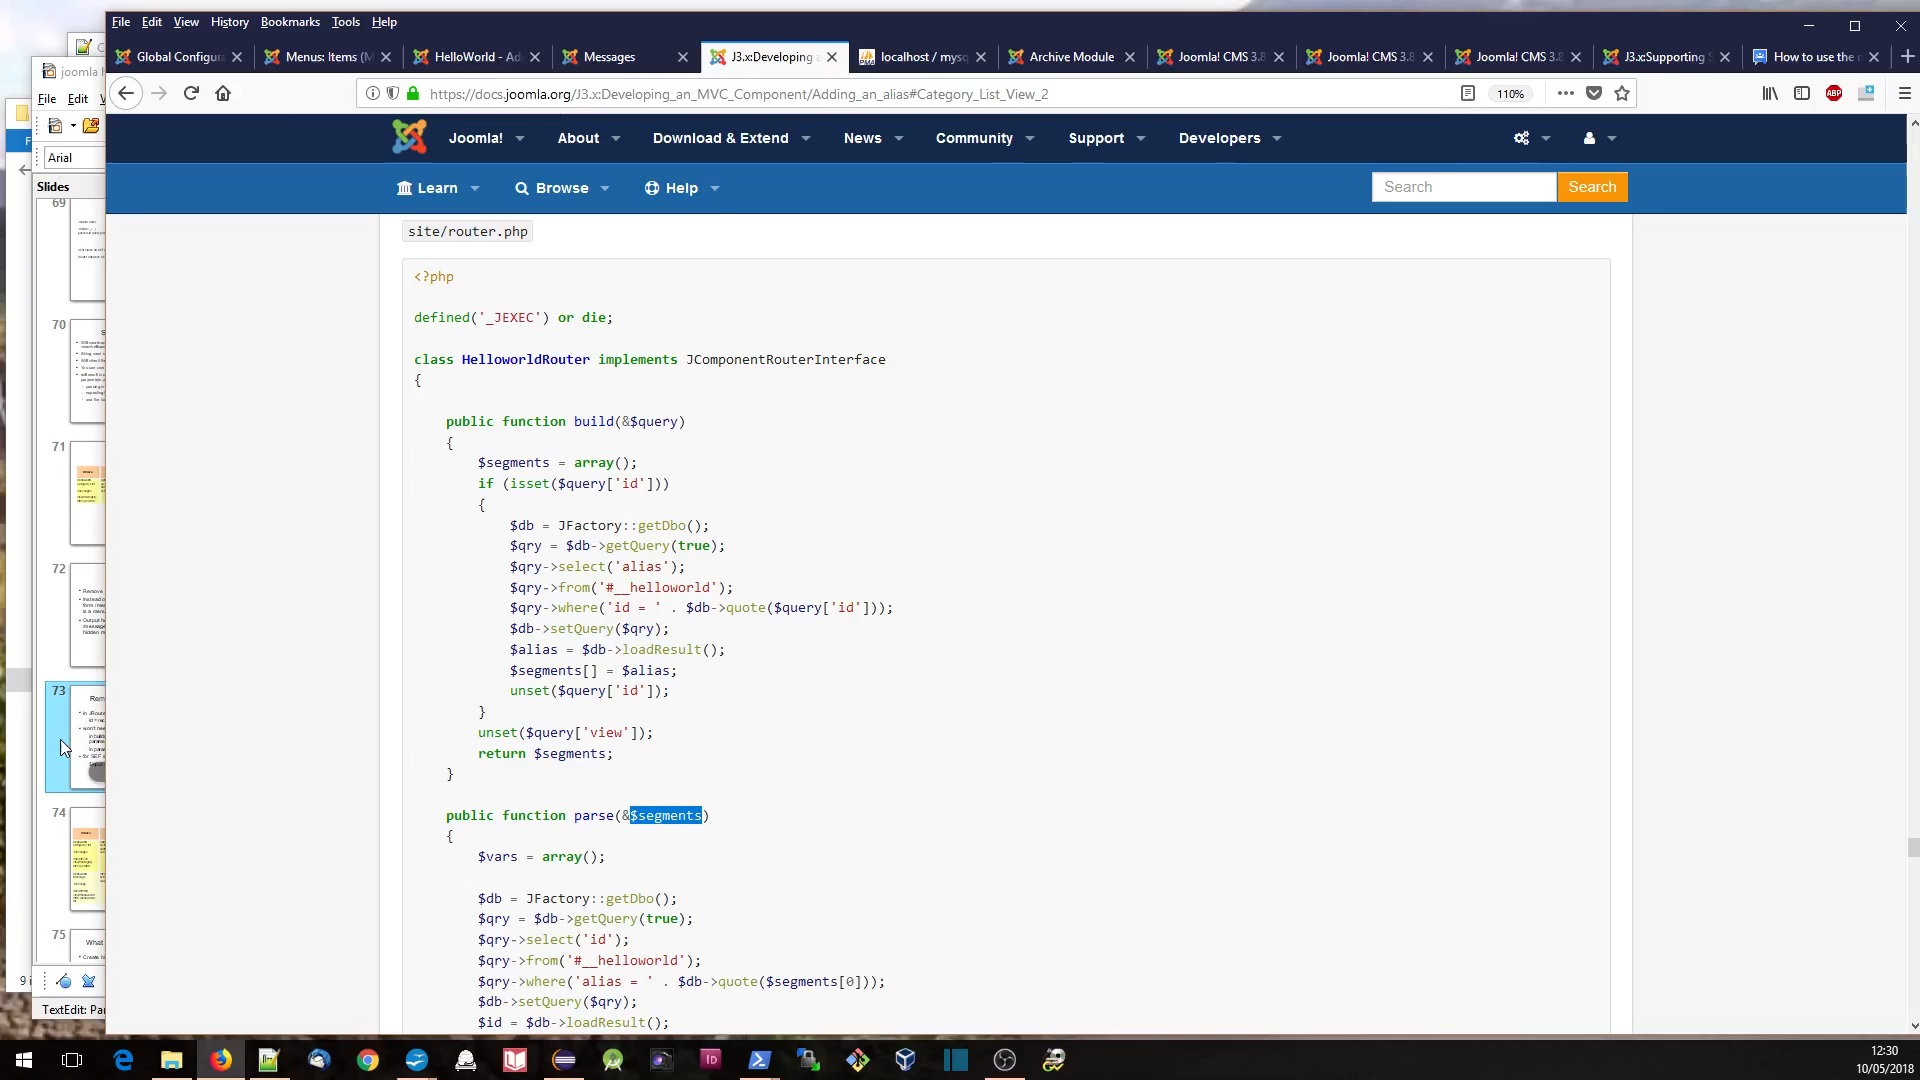 File Edit View History Bookmarks Tools Help
Global Configura
Menus: Items (M
HelloWorld - Ad
Messages
J3.x:Developing
localhost / mysq
Archive Module
Joomla! CMS 3.8
Joomla! CMS 3.8
Joomla! CMS 3.8
J3.x:Supporting S
How to use the
joomla
https://docs.joomla.org/J3.x:Developing_an_MVC_Component/Adding_an_alias#Category_List_View_2
110%
ABP
File Edit
Joomla! About Download & Extend News Community Support Developers
Arial
Slides
Learn Browse Help
Search Search
site/router.php
<?php
defined('_JEXEC') or die;
class HelloworldRouter implements JComponentRouterInterface
{
public function build(&$query)
{
$segments = array();
if (isset($query['id']))
{
$db = JFactory::getDbo();
$qry = $db->getQuery(true);
$qry->select('alias');
$qry->from('#__helloworld');
$qry->where('id = ' . $db->quote($query['id']));
$db->setQuery($qry);
$alias = $db->loadResult();
$segments[] = $alias;
unset($query['id']);
}
unset($query['view']);
return $segments;
}
public function parse(&$segments)
{
$vars = array();
$db = JFactory::getDbo();
$qry = $db->getQuery(true);
$qry->select('id');
$qry->from('#__helloworld');
$qry->where('alias = ' . $db->quote($segments[0]));
$db->setQuery($qry);
$id = $db->loadResult();
69
70
71
72
73
74
75
What
TextEdit: Pa
12:30
10/05/2018